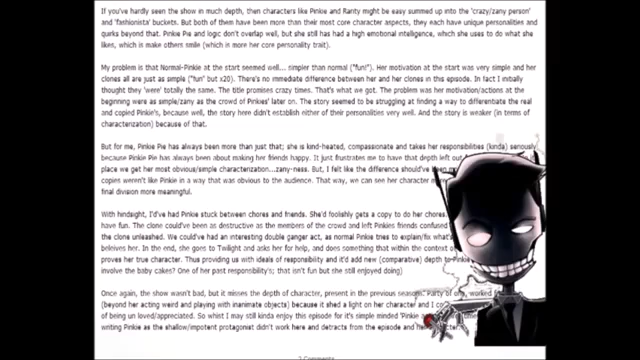 If you've hardly seen the show in much depth, then characters like Pinkie and Ranty might be easy summed up into the 'crazy/zany person'
and 'fashionista' buckets. But both of them have been more than their most core character aspects, they each have unique personalities and
quirks beyond that. Pinkie Pie and logic don't overlap well, but she still has had a high emotional intelligence, which she uses to do what she
likes, which is make others smile (which is more her core personality trait).
My problem is that Normal-Pinkie at the start seemed well... simpler than normal ("fun!"). Her motivation at the start was very simple and her
clones all are just as simple ("fun" but x20). There's no immediate difference between her and her clones in this episode. In fact I initially
thought they 'were' totally the same. The title promises crazy times. That's what we got. The problem was her motivation/actions at the
beginning were as simple/zany as the crowd of Pinkies' later on. The story seemed to be struggling at finding a way to differentiate the real
and copied Pinkie's, because well, the story here didn't establish either of their personalities very well. And the story is weaker (in terms of
characterization) because of that.
But for me, Pinkie Pie has always been more than just that; she is kind-hearted, compassionate and takes her responsibilities (kinda) seriously
because Pinkie Pie has always been about making her friends happy. It just frustrates me to have that depth left out
place we get her most obvious/simple characterization...zany-ness. But, I felt like the difference should've been
copies weren't like Pinkie in a way that was obvious to the audience. That way, we can see her character
final division more meaningful.
With hindsight, I'd've had Pinkie stuck between chores and friends. She'd foolishly get a copy to do her chores.
have fun. The clone could've been as destructive as the members of the crowd and left Pinkies friends confused
the clone unleashed. We could've had an interesting double ganger act, as normal Pinkie tries to explain/fix what's
beleives her. In the end, she goes to Twilight and asks her for help, and does something that within the context
proves her true character. Thus providing us with ideals of responsibility and it'd add new (comparative) depth to Pinkie
involve the baby cakes? One of her past responsibility's; that isn't fun but she still enjoyed doing)
Once again, the show wasn't bad, but it misses the depth of character, present in the previous seasons. 'Party of one' worked
(beyond her acting weird and playing with inanimate objects) because it shed a light on her character and I
of being un loved/appreciated. So whilst I may still kinda enjoy this episode for it's simple minded 'Pinkie
writing Pinkie as the shallow/impotent protagonist didn't work here and detracts from the episode and her character.
2 Comments